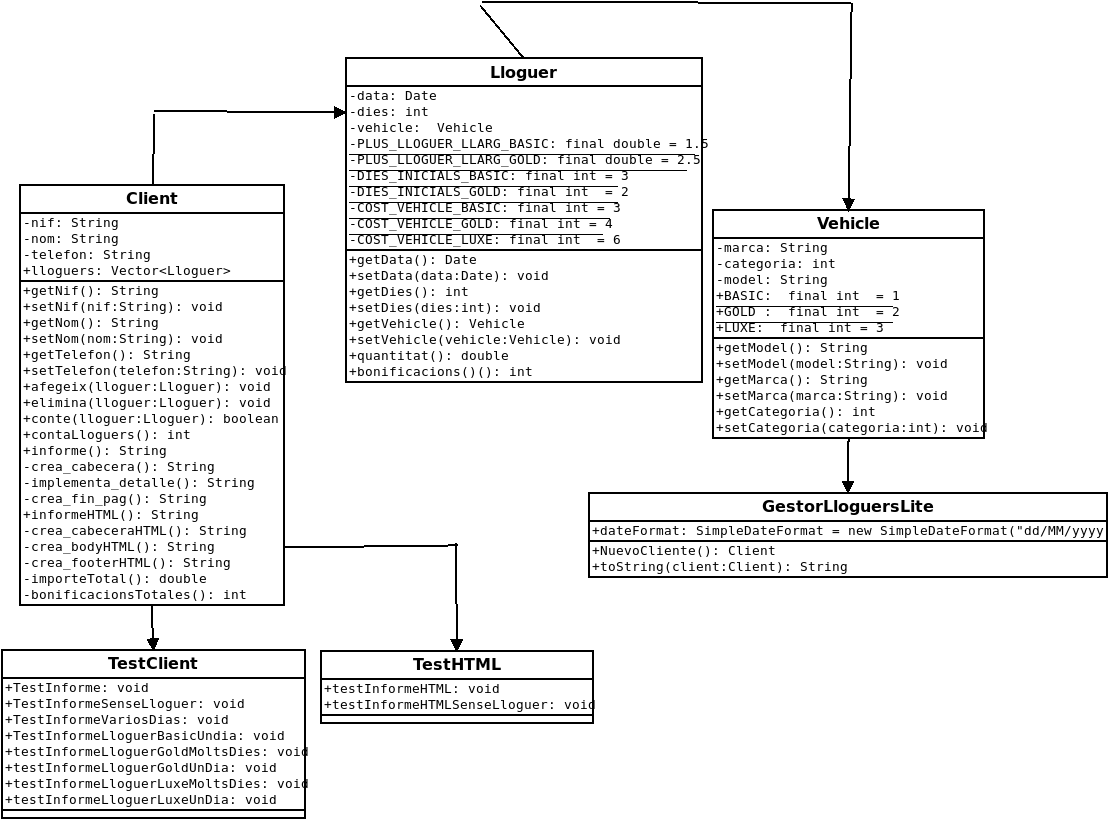 Lloguer
-data: Date
-dies: int
-vehicle:  Vehicle
-PLUS_LLOGUER_LLARG_BASIC: final double = 1.5
-PLUS_LLOGUER_LLARG_GOLD: final double = 2.5
-DIES_INICIALS_BASIC: final int = 3
-DIES_INICIALS_GOLD: final int  = 2
-COST_VEHICLE_BASIC: final int = 3
-COST_VEHICLE_GOLD: final int = 4
-COST_VEHICLE_LUXE: final int  = 6
+getData(): Date
+setData(data:Date): void
+getDies(): int
+setDies(dies:int): void
+getVehicle(): Vehicle
+setVehicle(vehicle:Vehicle): void
+quantitat(): double
+bonificacions()(): int
Client
-nif: String
-nom: String
-telefon: String
+lloguers: Vector<Lloguer>
+getNif(): String
+setNif(nif:String): void
+getNom(): String
+setNom(nom:String): void
+getTelefon(): String
+setTelefon(telefon:String): void
+afegeix(lloguer:Lloguer): void
+elimina(lloguer:Lloguer): void
+conte(lloguer:Lloguer): boolean
+contaLloguers(): int
+informe(): String
-crea_cabecera(): String
-implementa_detalle(): String
-crea_fin_pag(): String
+informeHTML(): String
-crea_cabeceraHTML(): String
-crea_bodyHTML(): String
-crea_footerHTML(): String
-importeTotal(): double
-bonificacionsTotales(): int
Vehicle
-marca: String
-categoria: int
-model: String
+BASIC:  final int  = 1
+GOLD :  final int  = 2
+LUXE:  final int = 3
+getModel(): String
+setModel(model:String): void
+getMarca(): String
+setMarca(marca:String): void
+getCategoria(): int
+setCategoria(categoria:int): void
GestorLloguersLite
+dateFormat: SimpleDateFormat = new SimpleDateFormat("dd/MM/yyyy
+NuevoCliente(): Client
+toString(client:Client): String
TestClient
+TestInforme: void
+TestInformeSenseLloguer: void
+TestInformeVariosDias: void
+TestInformeLloguerBasicUndia: void
+testInformeLloguerGoldMoltsDies: void
+testInformeLloguerGoldUnDia: void
+testInformeLloguerLuxeMoltsDies: void
+testInformeLloguerLuxeUnDia: void
TestHTML
+testInformeHTML: void
+testInformeHTMLSenseLloguer: void